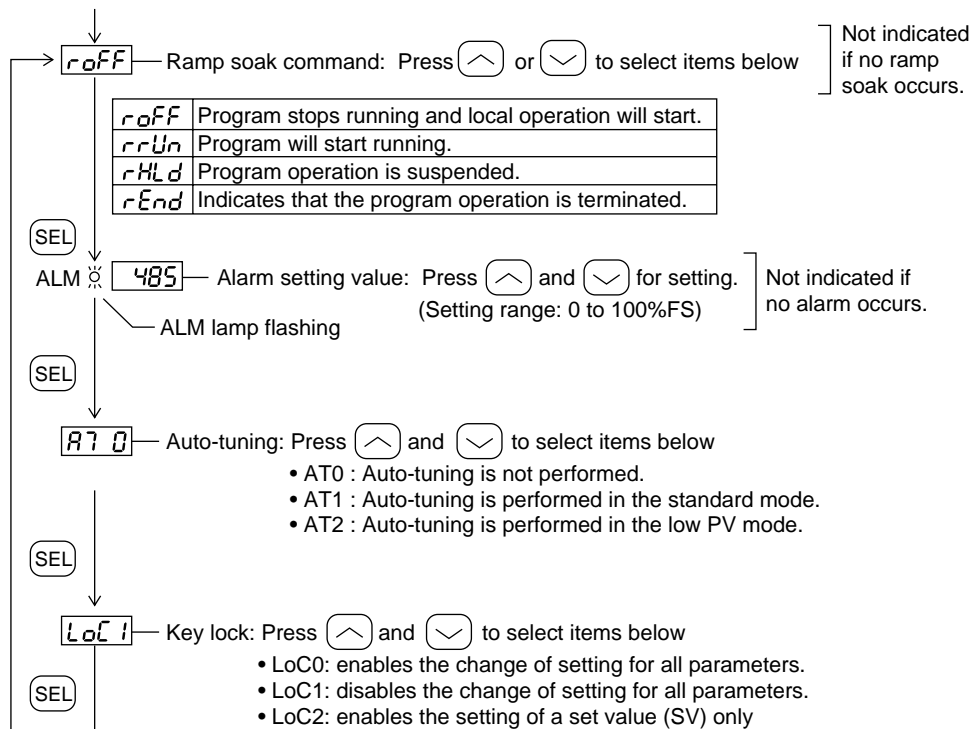 roFF Ramp soak command: Press or to select items below
Not indicated
if no ramp
soak occurs.
roFF Program stops running and local operation will start.
rrUn Program will start running.
rHLd Program operation is suspended.
rEnd Indicates that the program operation is terminated.
SEL
ALM 485 Alarm setting value: Press and for setting.
(Setting range: 0 to 100%FS)
Not indicated if
no alarm occurs.
ALM lamp flashing
SEL
AT 0 Auto-tuning: Press and to select items below
• AT0 : Auto-tuning is not performed.
• AT1 : Auto-tuning is performed in the standard mode.
• AT2 : Auto-tuning is performed in the low PV mode.
SEL
LoC 1 Key lock: Press and to select items below
• LoC0: enables the change of setting for all parameters.
• LoC1: disables the change of setting for all parameters.
• LoC2: enables the setting of a set value (SV) only
SEL